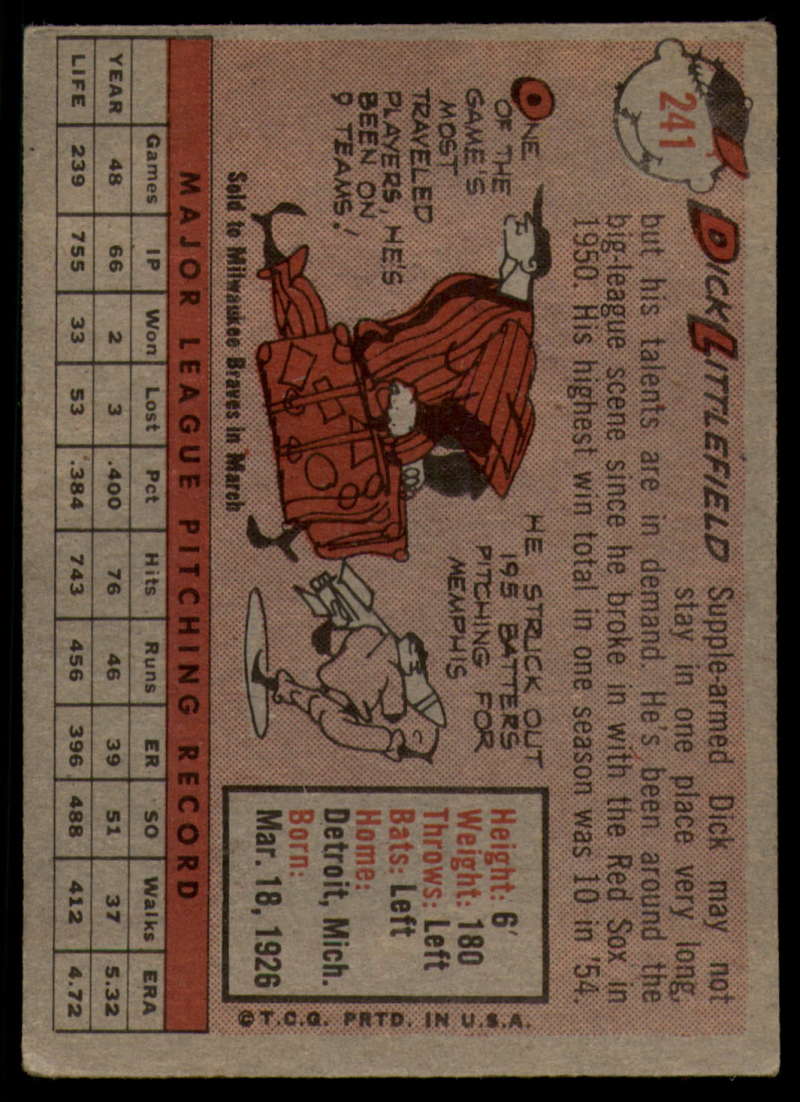 241
DICK LITTLEFIELD
Supple-armed Dick may not
stay in one place very long,
but his talents are in demand. He's been around the
big-league scene since he broke in with the Red Sox in
1950. His highest win total in one season was 10 in '54.
ONE
OF THE
GAME'S
MOST
TRAVELED
PLAYERS, HE'S
BEEN ON
9 TEAMS!
HE STRUCK OUT
195 BATTERS
PITCHING FOR
MEMPHIS
Height: 6'
Weight: 180
Throws: Left
Bats: Left
Home:
Detroit, Mich.
Born:
Mar. 18, 1926
Sold to Milwaukee Braves in March
© T.C.G. PRTD. IN U.S.A.
MAJOR LEAGUE PITCHING RECORD
Games IP Won Lost Pct Hits Runs ER SO Walks ERA
YEAR 48 66 2 3 .400 76 46 39 51 37 5.32
LIFE 239 755 33 53 .384 743 456 396 488 412 4.72